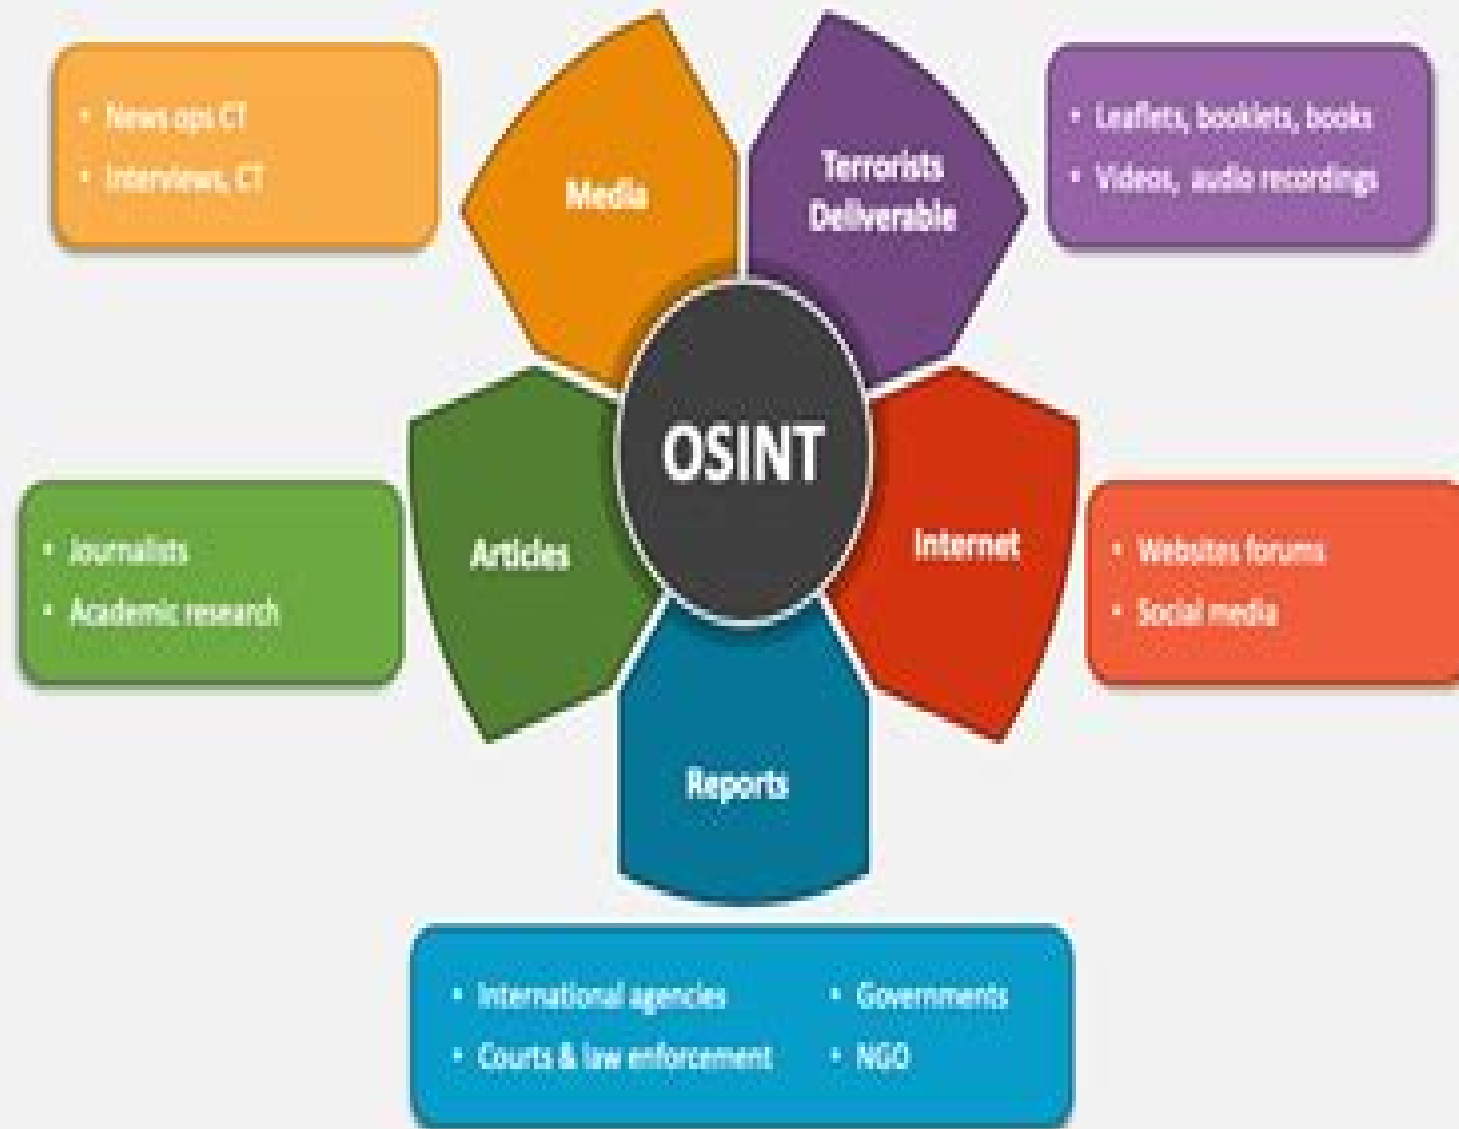 • News ops CT
• Interviews, CT
Media
Terrorists
Deliverable
• Leaflets, booklets, books
• Videos, audio recordings
OSINT
• Journalists
• Academic research
Articles
Internet
• Websites forums
• Social media
Reports
• International agencies
• Courts & law enforcement
• Governments
• NGO